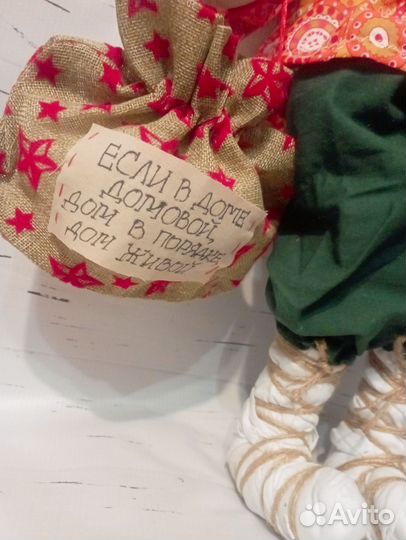 ЕСЛИ В ДОМЕ
ДОМОВОЙ,
ДОМ В ПОРЯДКЕ,
ДОМ ЖИВОЙ
Avito